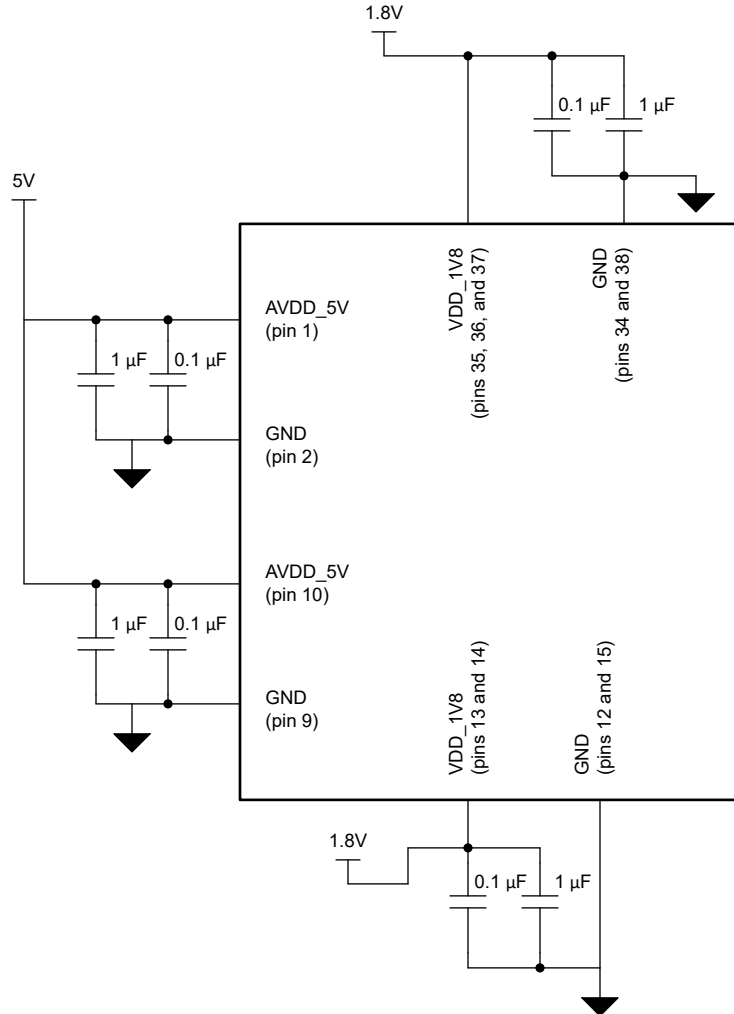 1.8V
0.1 µF
1 µF
5V
VDD_1V8
(pins 35, 36, and 37)
GND
(pins 34 and 38)
AVDD_5V
(pin 1)
1 µF
0.1 µF
GND
(pin 2)
AVDD_5V
(pin 10)
1 µF
0.1 µF
GND
(pin 9)
VDD_1V8
(pins 13 and 14)
GND
(pins 12 and 15)
1.8V
0.1 µF
1 µF